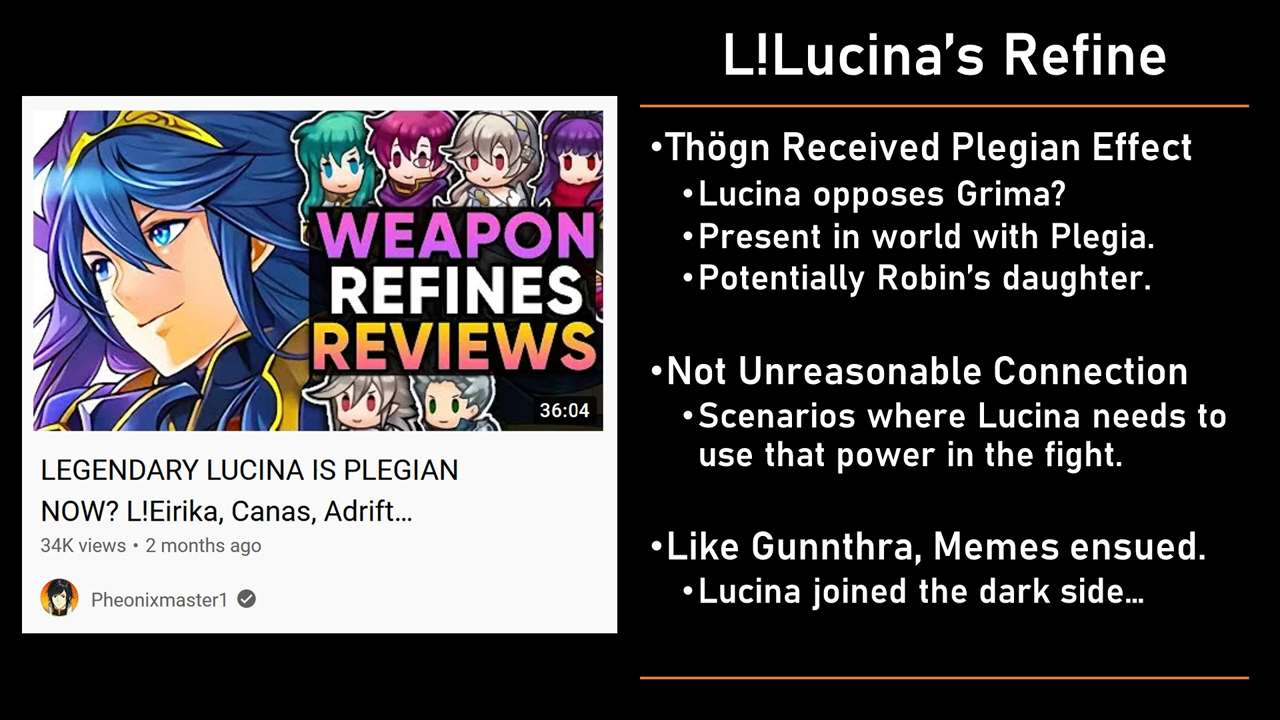 WEAPON
REFINES
REVIEWS
36:04
LEGENDARY LUCINA IS PLEGIAN
NOW? L!Eirika, Canas, Adrift...
34K views • 2 months ago
Pheonixmaster1
L!Lucina's Refine
•Thögn Received Plegian Effect
•Lucina opposes Grima?
•Present in world with Plegia.
•Potentially Robin's daughter.
•Not Unreasonable Connection
•Scenarios where Lucina needs to
use that power in the fight.
•Like Gunnthra, Memes ensued.
•Lucina joined the dark side...